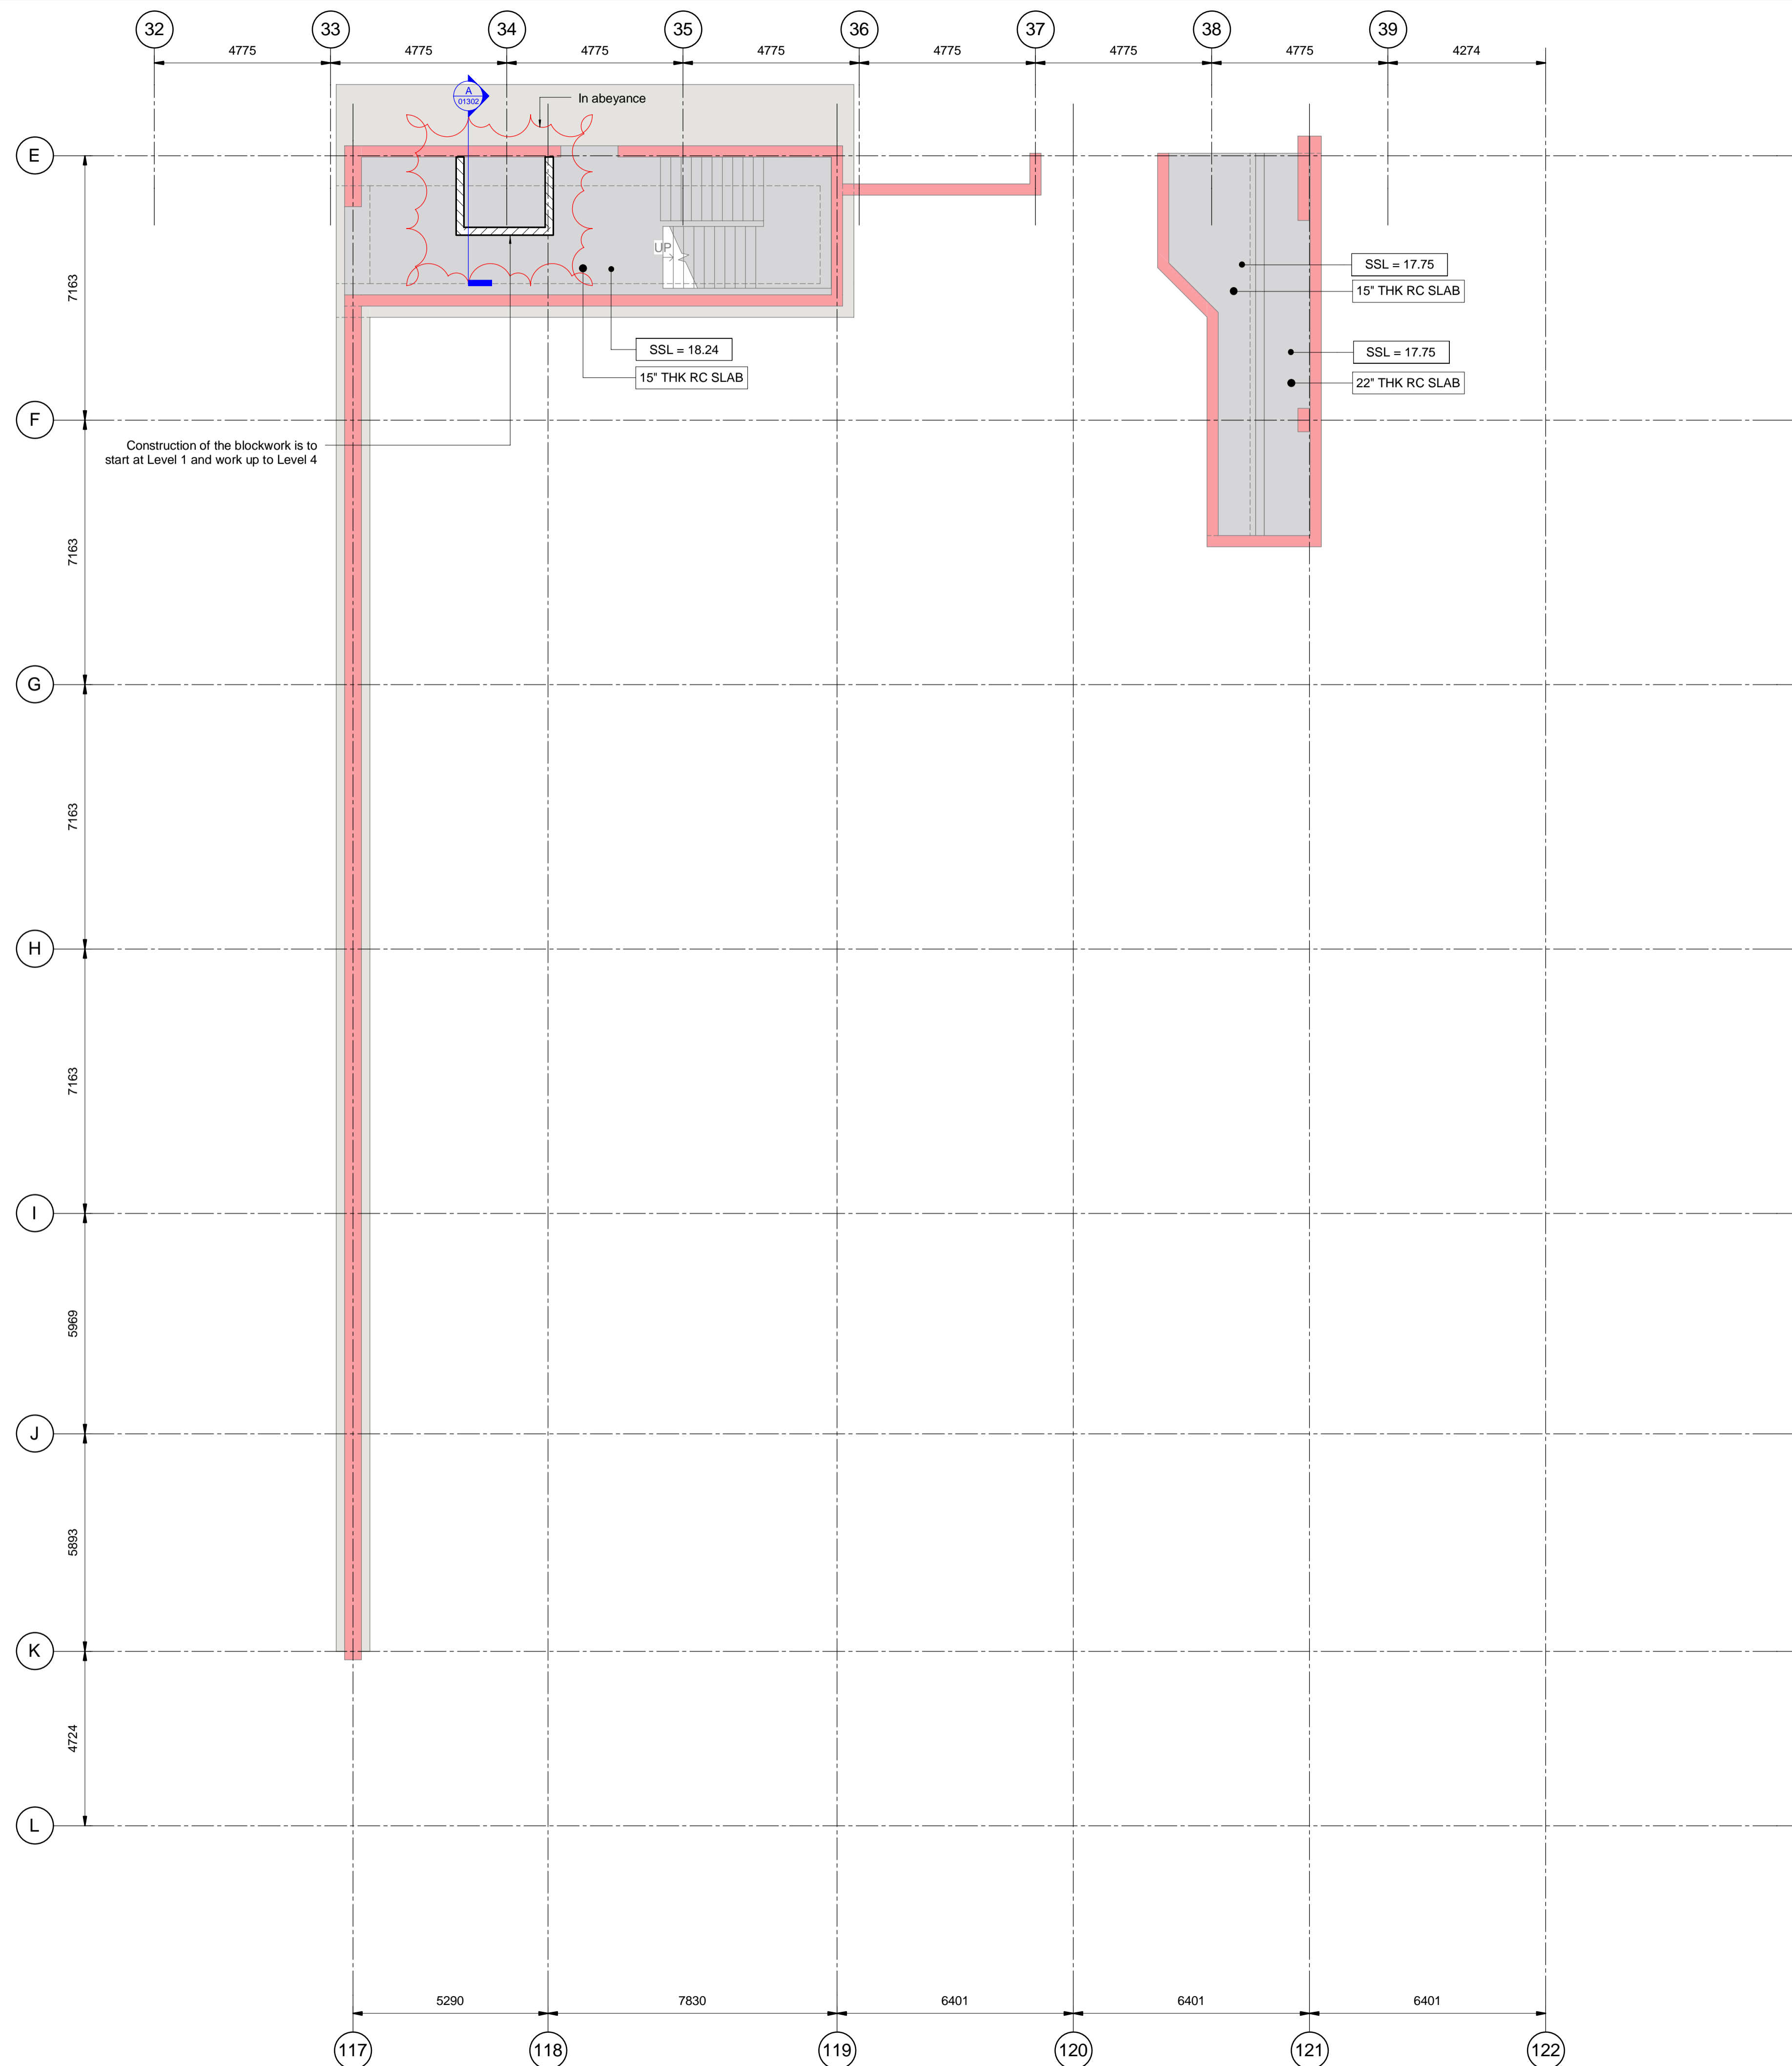 32
33
34
35
36
37
38
39
4775
4775
4775
4775
4775
4775
4775
4274
A
01302
In abeyance
E
UP
7163
SSL = 17.75
15" THK RC SLAB
SSL = 18.24
15" THK RC SLAB
SSL = 17.75
22" THK RC SLAB
F
Construction of the blockwork is to
start at Level 1 and work up to Level 4
7163
G
7163
H
7163
I
5969
J
5893
K
4724
L
5290
7830
6401
6401
6401
117
118
119
120
121
122